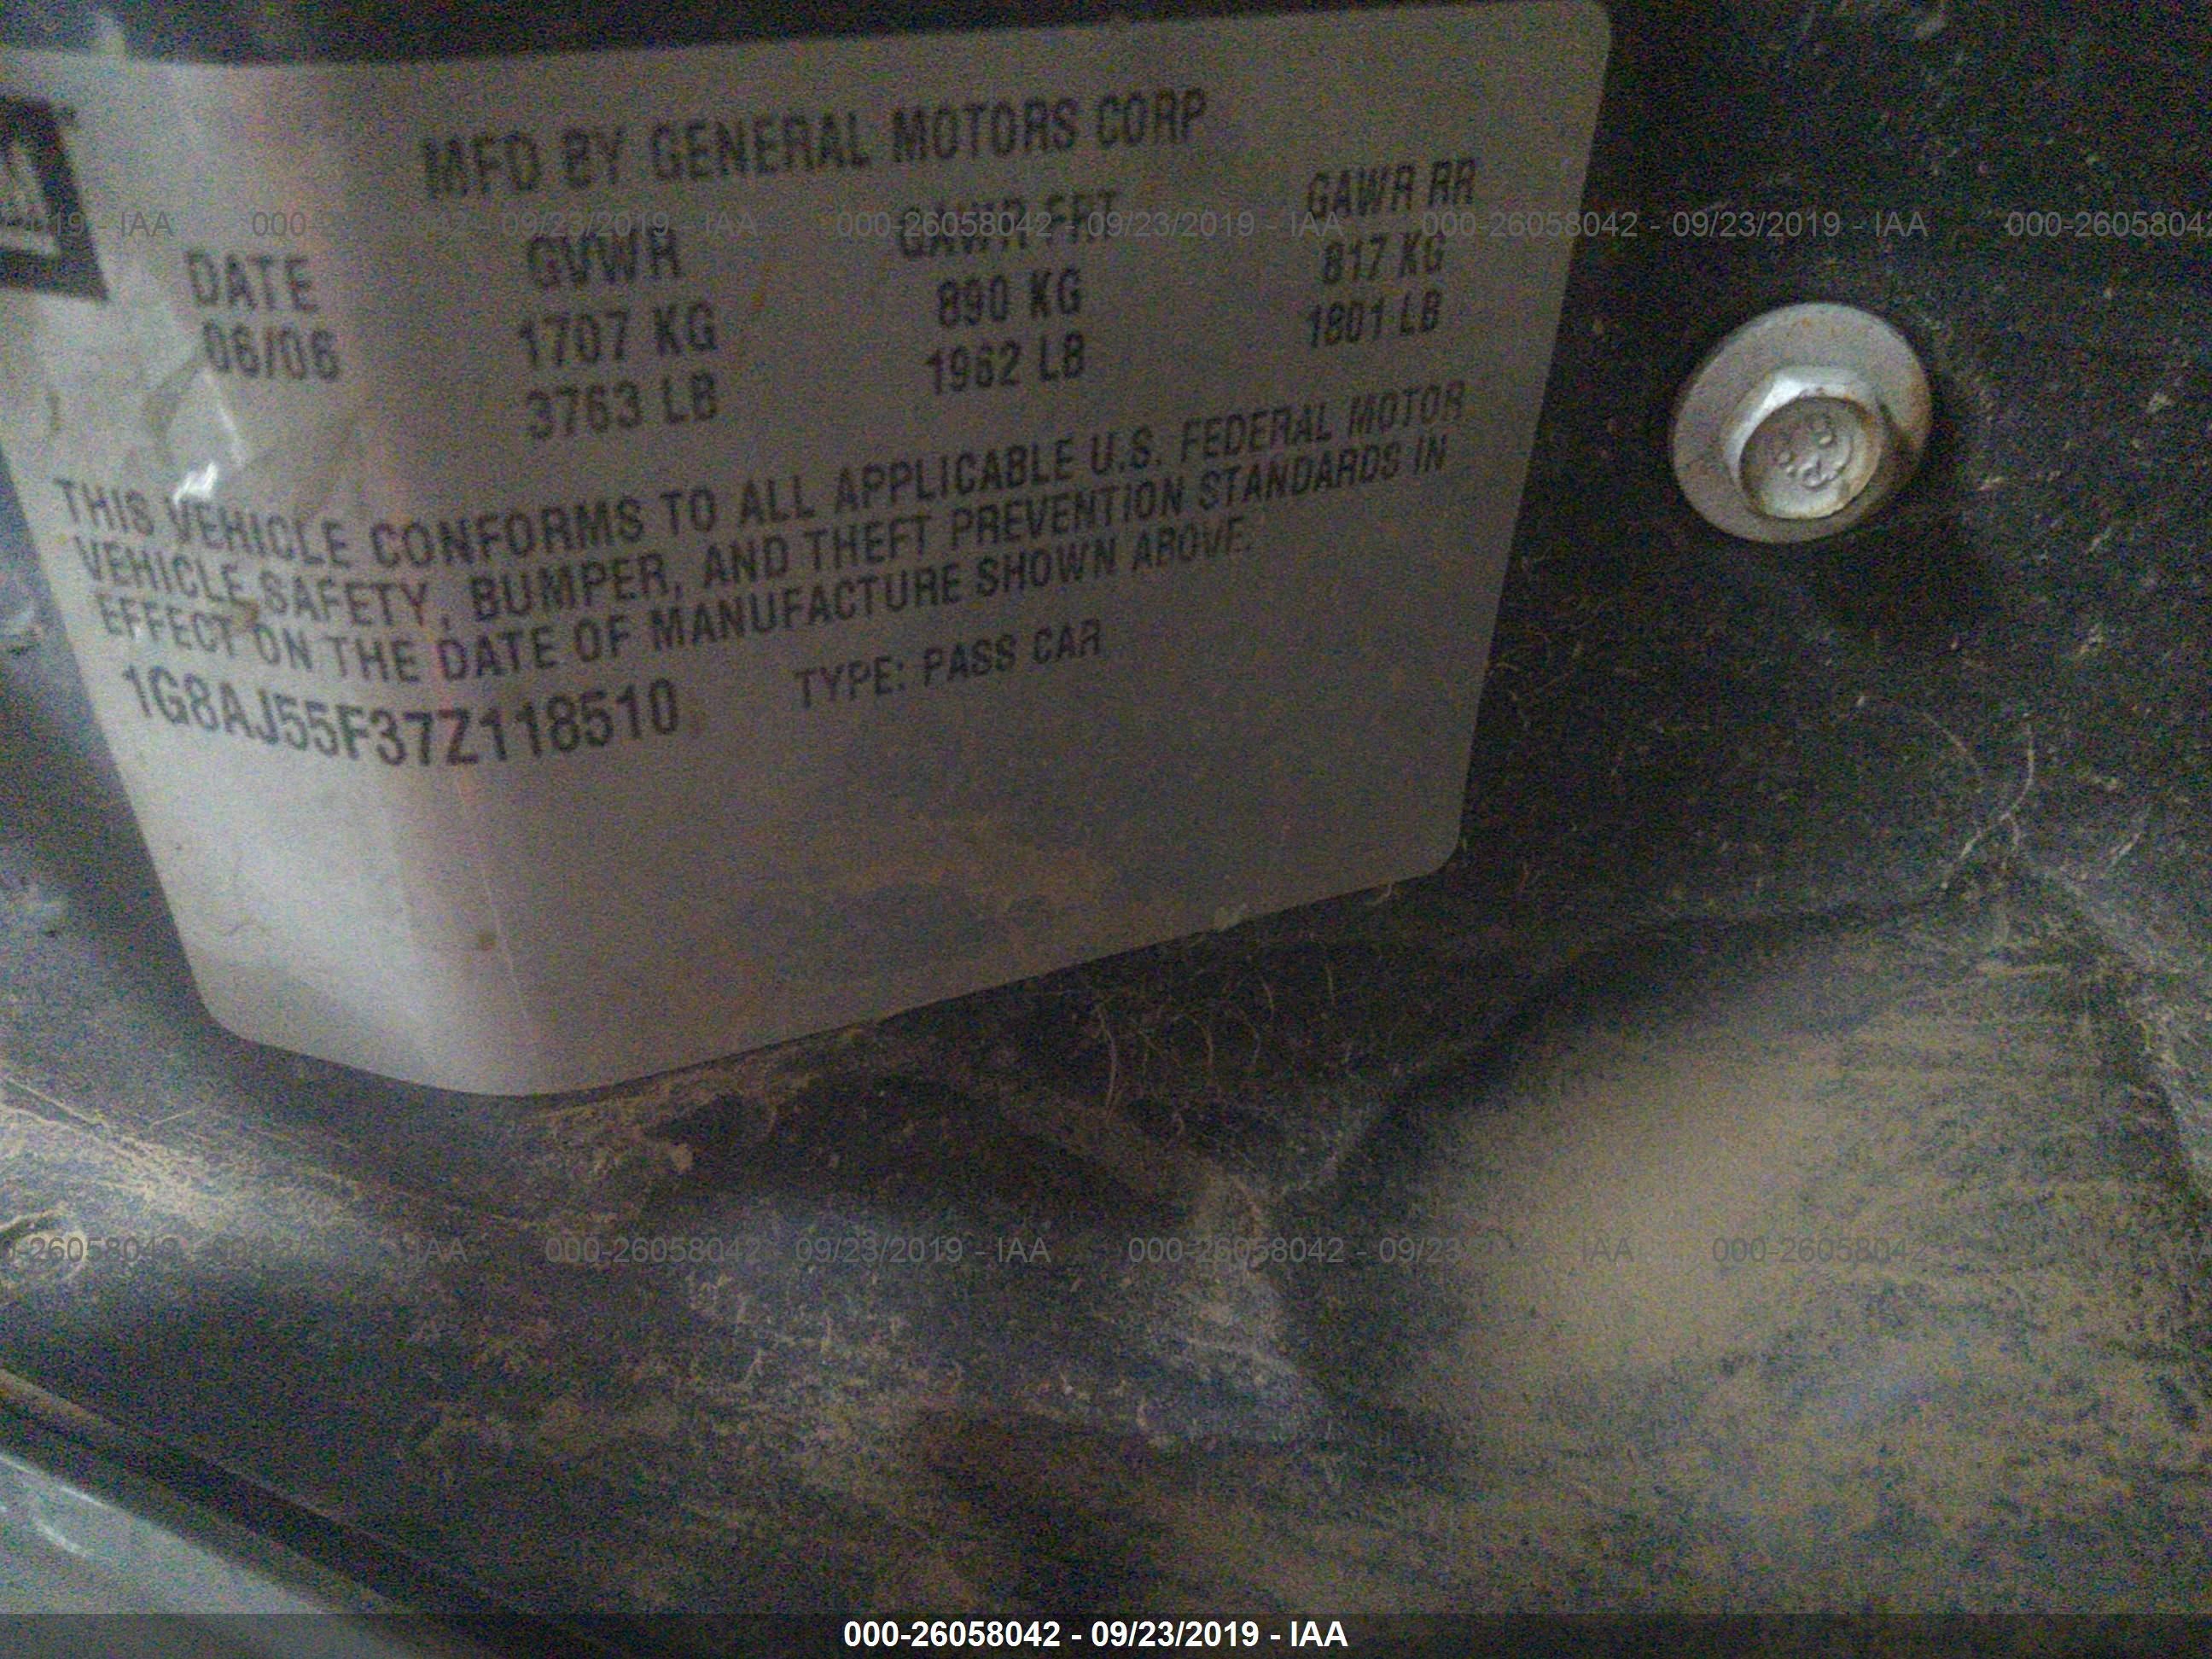 MFD BY GENERAL MOTORS CORP
DATE GVWR GAWR FRT GAWR RR
06/06 1707 KG 890 KG 817 KG
3763 LB 1962 LB 1801 LB
THIS VEHICLE CONFORMS TO ALL APPLICABLE U.S. FEDERAL MOTOR
VEHICLE SAFETY, BUMPER, AND THEFT PREVENTION STANDARDS IN
EFFECT ON THE DATE OF MANUFACTURE SHOWN ABOVE.
1G8AJ55F37Z118510 TYPE: PASS CAR
000-26058042 - 09/23/2019 - IAA